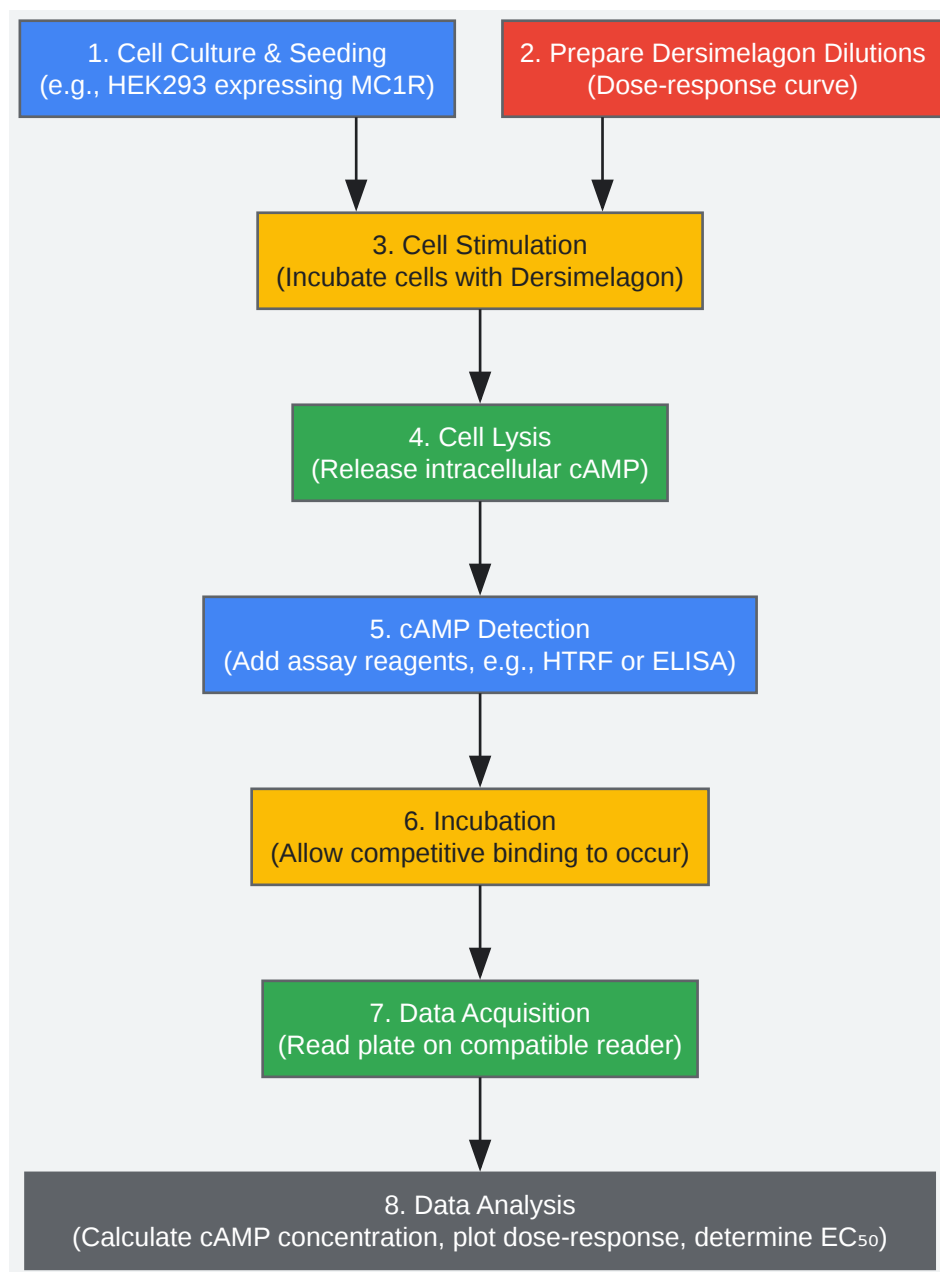 1. Cell Culture & Seeding
(e.g., HEK293 expressing MC1R)
2. Prepare Dersimelagon Dilutions
(Dose-response curve)
3. Cell Stimulation
(Incubate cells with Dersimelagon)
4. Cell Lysis
(Release intracellular cAMP)
5. cAMP Detection
(Add assay reagents, e.g., HTRF or ELISA)
6. Incubation
(Allow competitive binding to occur)
7. Data Acquisition
(Read plate on compatible reader)
8. Data Analysis
(Calculate cAMP concentration, plot dose-response, determine EC₅₀)